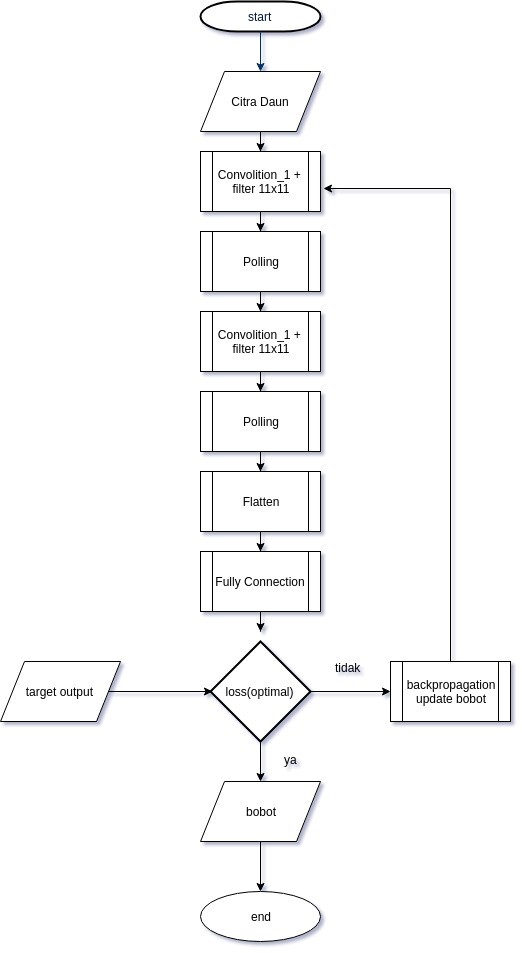 start
Citra Daun
Convolition_1 +
filter 11x11
Polling
Convolition_1 +
filter 11x11
Polling
Flatten
Fully Connection
target output
loss(optimal)
tidak
backpropagation
update bobot
ya
bobot
end